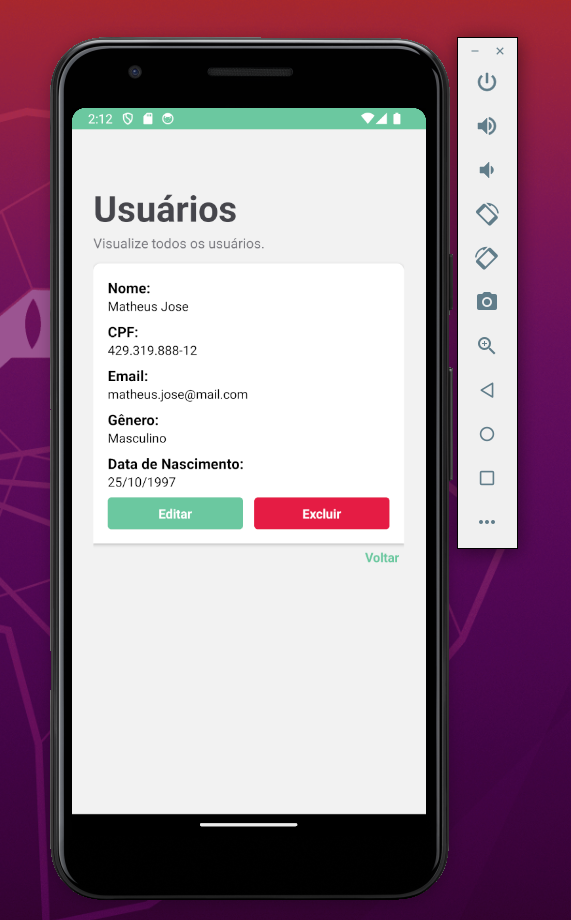 2:12
Usuários
Visualize todos os usuários.
Nome:
Matheus Jose
CPF:
429.319.888-12
Email:
matheus.jose@mail.com
Gênero:
Masculino
Data de Nascimento:
25/10/1997
Editar Excluir
Voltar